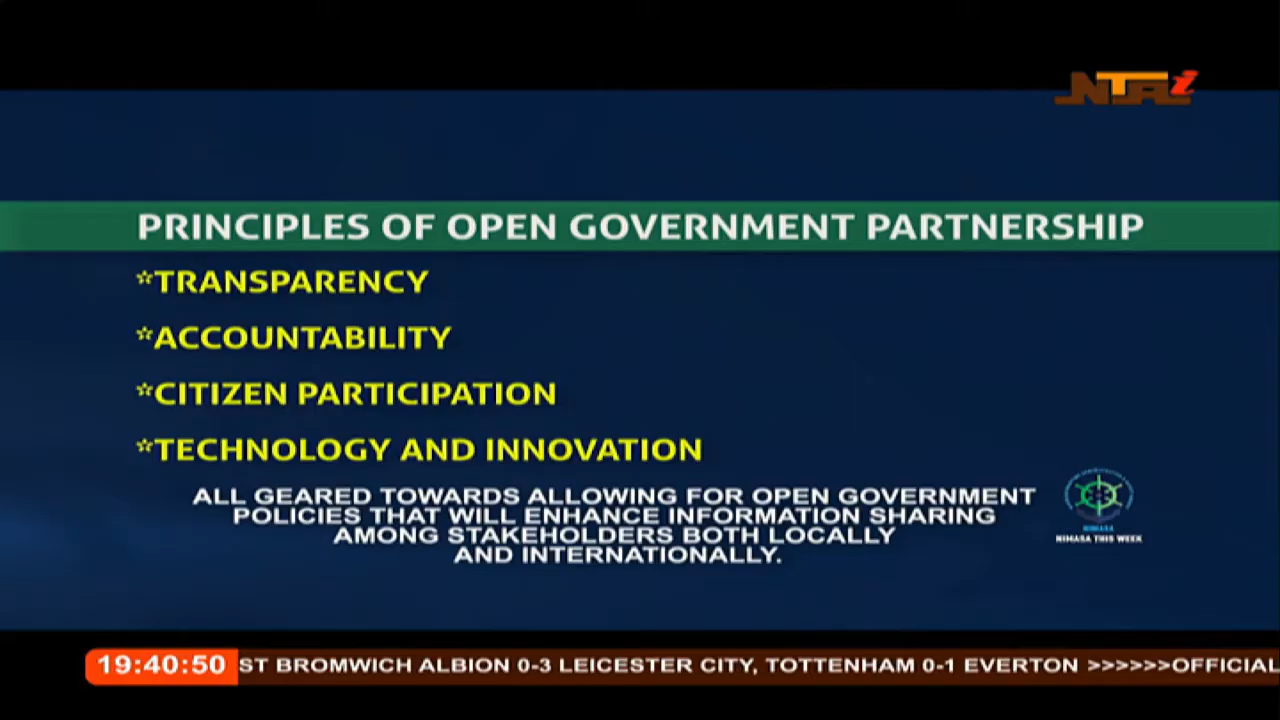 NTAi
PRINCIPLES OF OPEN GOVERNMENT PARTNERSHIP
*TRANSPARENCY
*ACCOUNTABILITY
*CITIZEN PARTICIPATION
*TECHNOLOGY AND INNOVATION
ALL GEARED TOWARDS ALLOWING FOR OPEN GOVERNMENT
POLICIES THAT WILL ENHANCE INFORMATION SHARING
AMONG STAKEHOLDERS BOTH LOCALLY
AND INTERNATIONALLY.
NIMASA
NIMASA THIS WEEK
19:40:50 ST BROMWICH ALBION 0-3 LEICESTER CITY, TOTTENHAM 0-1 EVERTON >>>>>>OFFICIAL